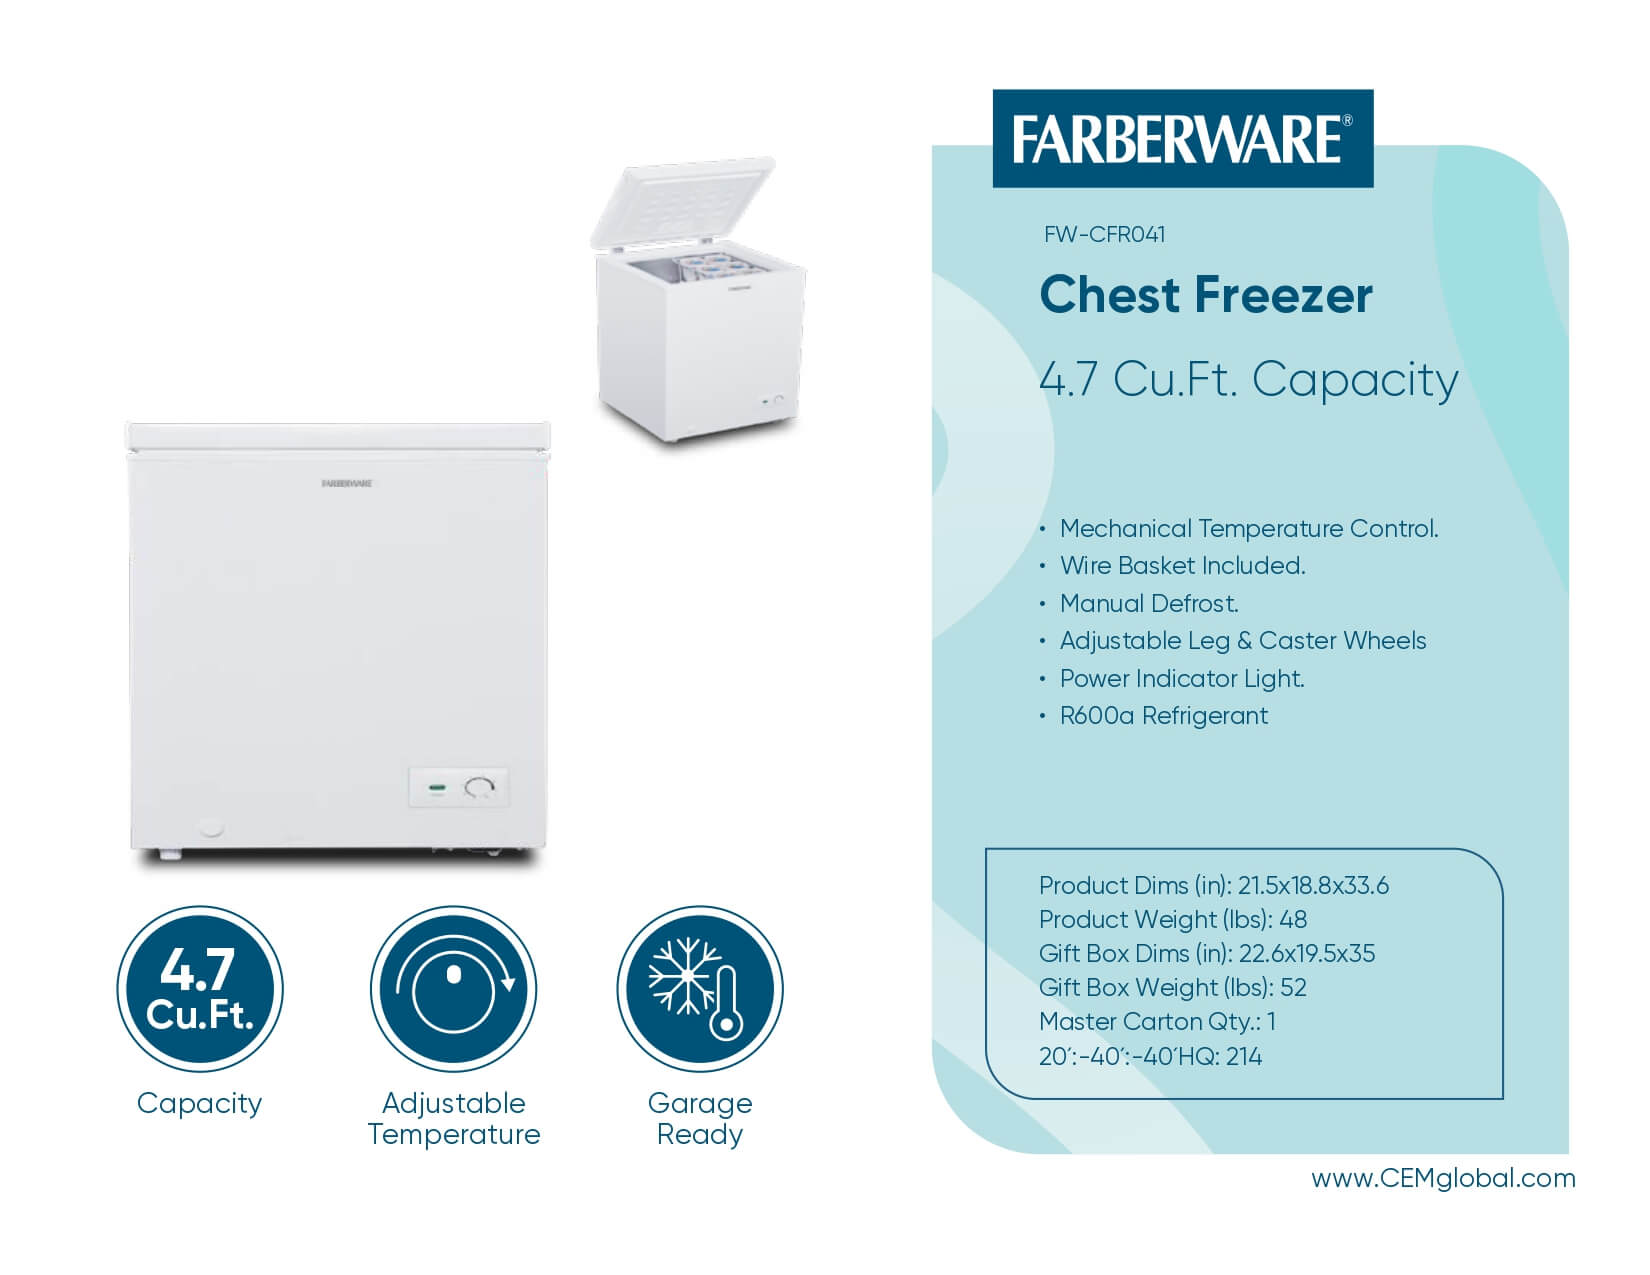 FARBERWARE®
FW-CFR041
Chest Freezer
4.7 Cu.Ft. Capacity
• Mechanical Temperature Control.
• Wire Basket Included.
• Manual Defrost.
• Adjustable Leg & Caster Wheels
• Power Indicator Light.
• R600a Refrigerant
Product Dims (in): 21.5x18.8x33.6
Product Weight (lbs): 48
Gift Box Dims (in): 22.6x19.5x35
Gift Box Weight (lbs): 52
Master Carton Qty.: 1
20´:-40´:-40´HQ: 214
www.CEMglobal.com
FARBERWARE
4.7
Cu.Ft.
Capacity
Adjustable
Temperature
Garage
Ready